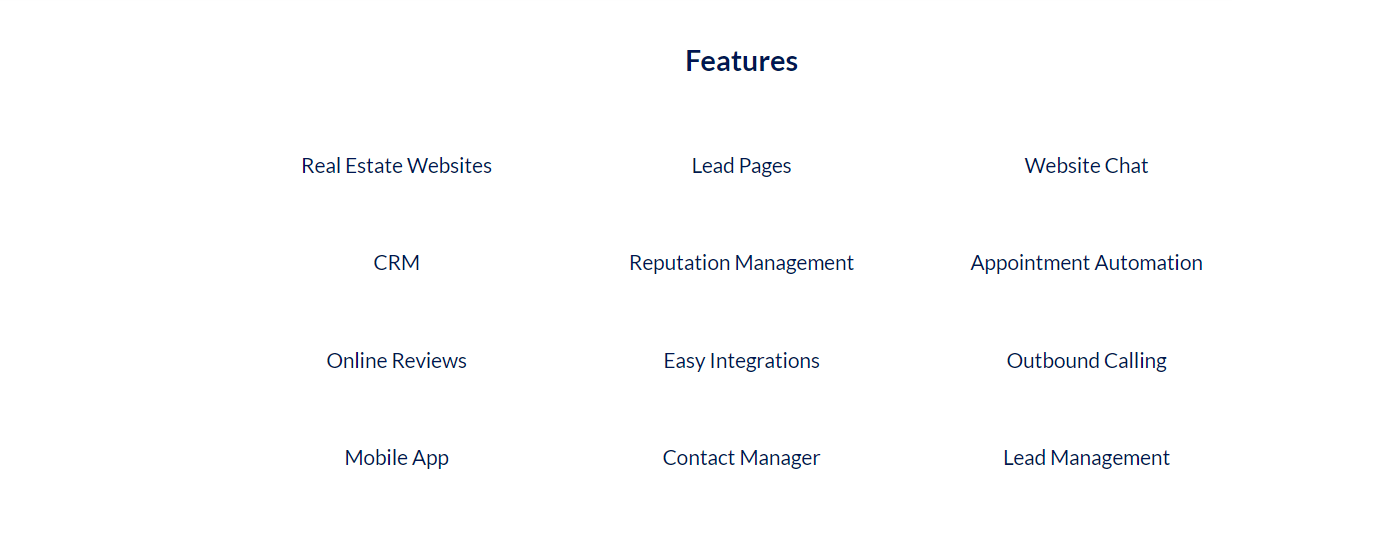 Features
Real Estate Websites
Lead Pages
Website Chat
CRM
Reputation Management
Appointment Automation
Online Reviews
Easy Integrations
Outbound Calling
Mobile App
Contact Manager
Lead Management